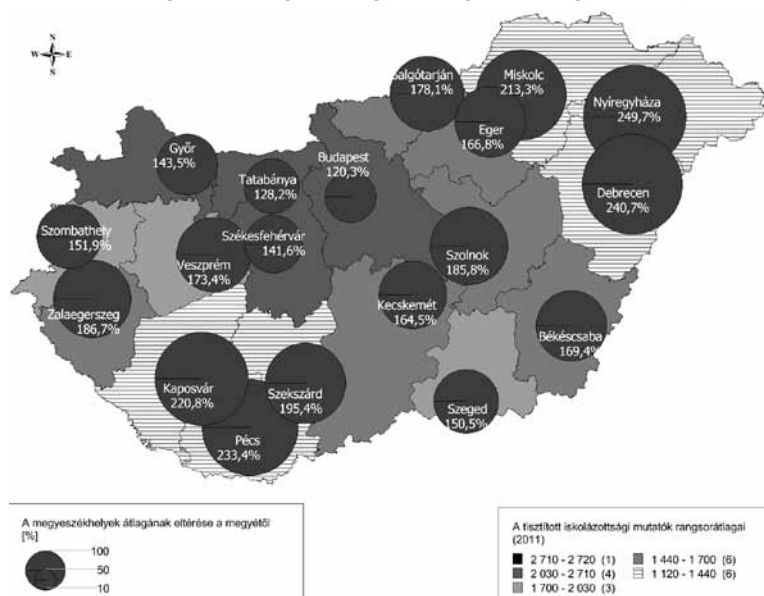 N
W E
S
Salgótarján
178,1%
Miskolc
213,3%
Nyíregyháza
249,7%
Eger
166,8%
Debrecen
240,7%
Győr
143,5%
Tatabánya
128,2%
Budapest
120,3%
Szombathely
151,9%
Székesfehérvár
141,6%
Veszprém
173,4%
Szolnok
185,8%
Zalaegerszeg
186,7%
Kecskemét
164,5%
Békéscsaba
169,4%
Kaposvár
220,8%
Szekszárd
195,4%
Szeged
150,5%
Pécs
233,4%
A megyeszékhelyek átlagának eltérése a megyétől
[%]
100
50
10
A tisztított iskolázottsági mutatók rangsorátlagai
(2011)
2 710 - 2 720 (1)
2 030 - 2 710 (4)
1 700 - 2 030 (3)
1 440 - 1 700 (6)
1 120 - 1 440 (6)